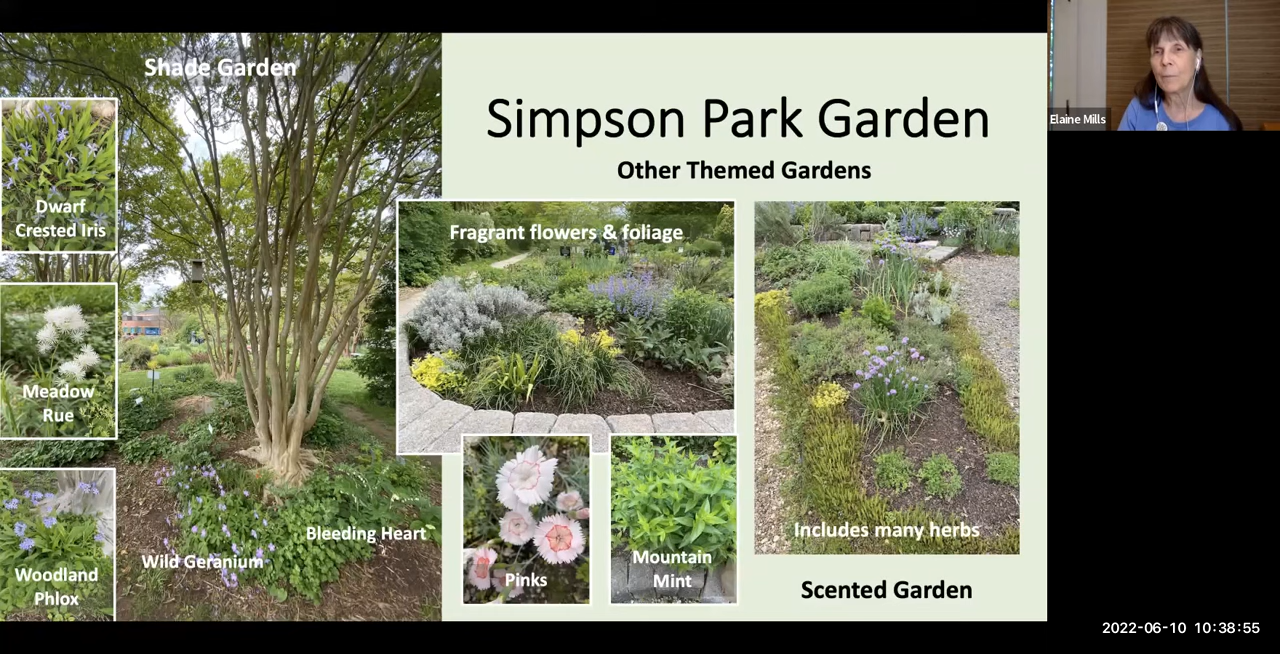 Shade Garden
Dwarf
Crested Iris
Meadow
Rue
Woodland
Phlox
Wild Geranium
Bleeding Heart
Simpson Park Garden
Other Themed Gardens
Fragrant flowers & foliage
Pinks
Mountain
Mint
Includes many herbs
Scented Garden
Elaine Mills
2022-06-10 10:38:55